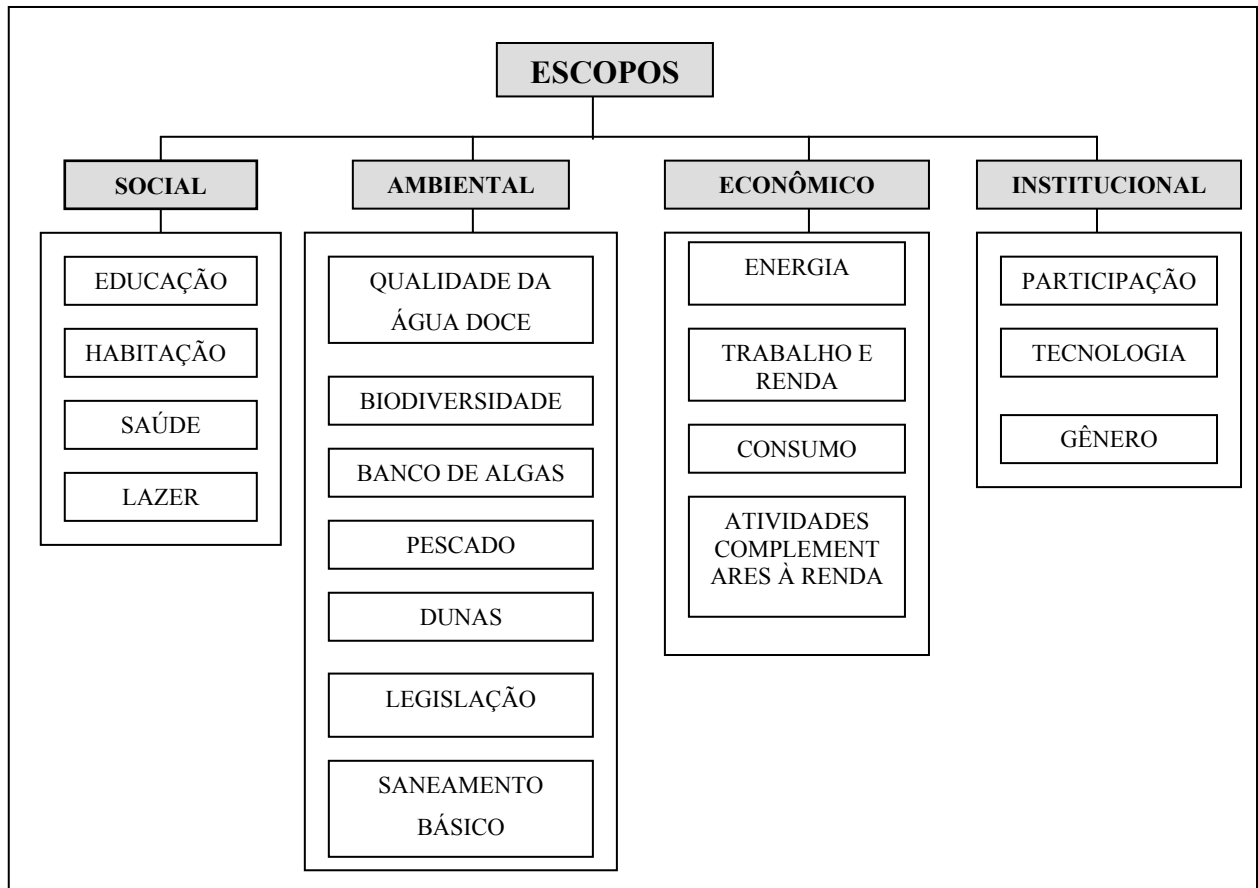 ESCOPOS
SOCIAL
EDUCAÇÃO
HABITAÇÃO
SAÚDE
LAZER
AMBIENTAL
QUALIDADE DA
ÁGUA DOCE
BIODIVERSIDADE
BANCO DE ALGAS
PESCADO
DUNAS
LEGISLAÇÃO
SANEAMENTO
BÁSICO
ECONÔMICO
ENERGIA
TRABALHO E
RENDA
CONSUMO
ATIVIDADES
COMPLEMENT
ARES À RENDA
INSTITUCIONAL
PARTICIPAÇÃO
TECNOLOGIA
GÊNERO